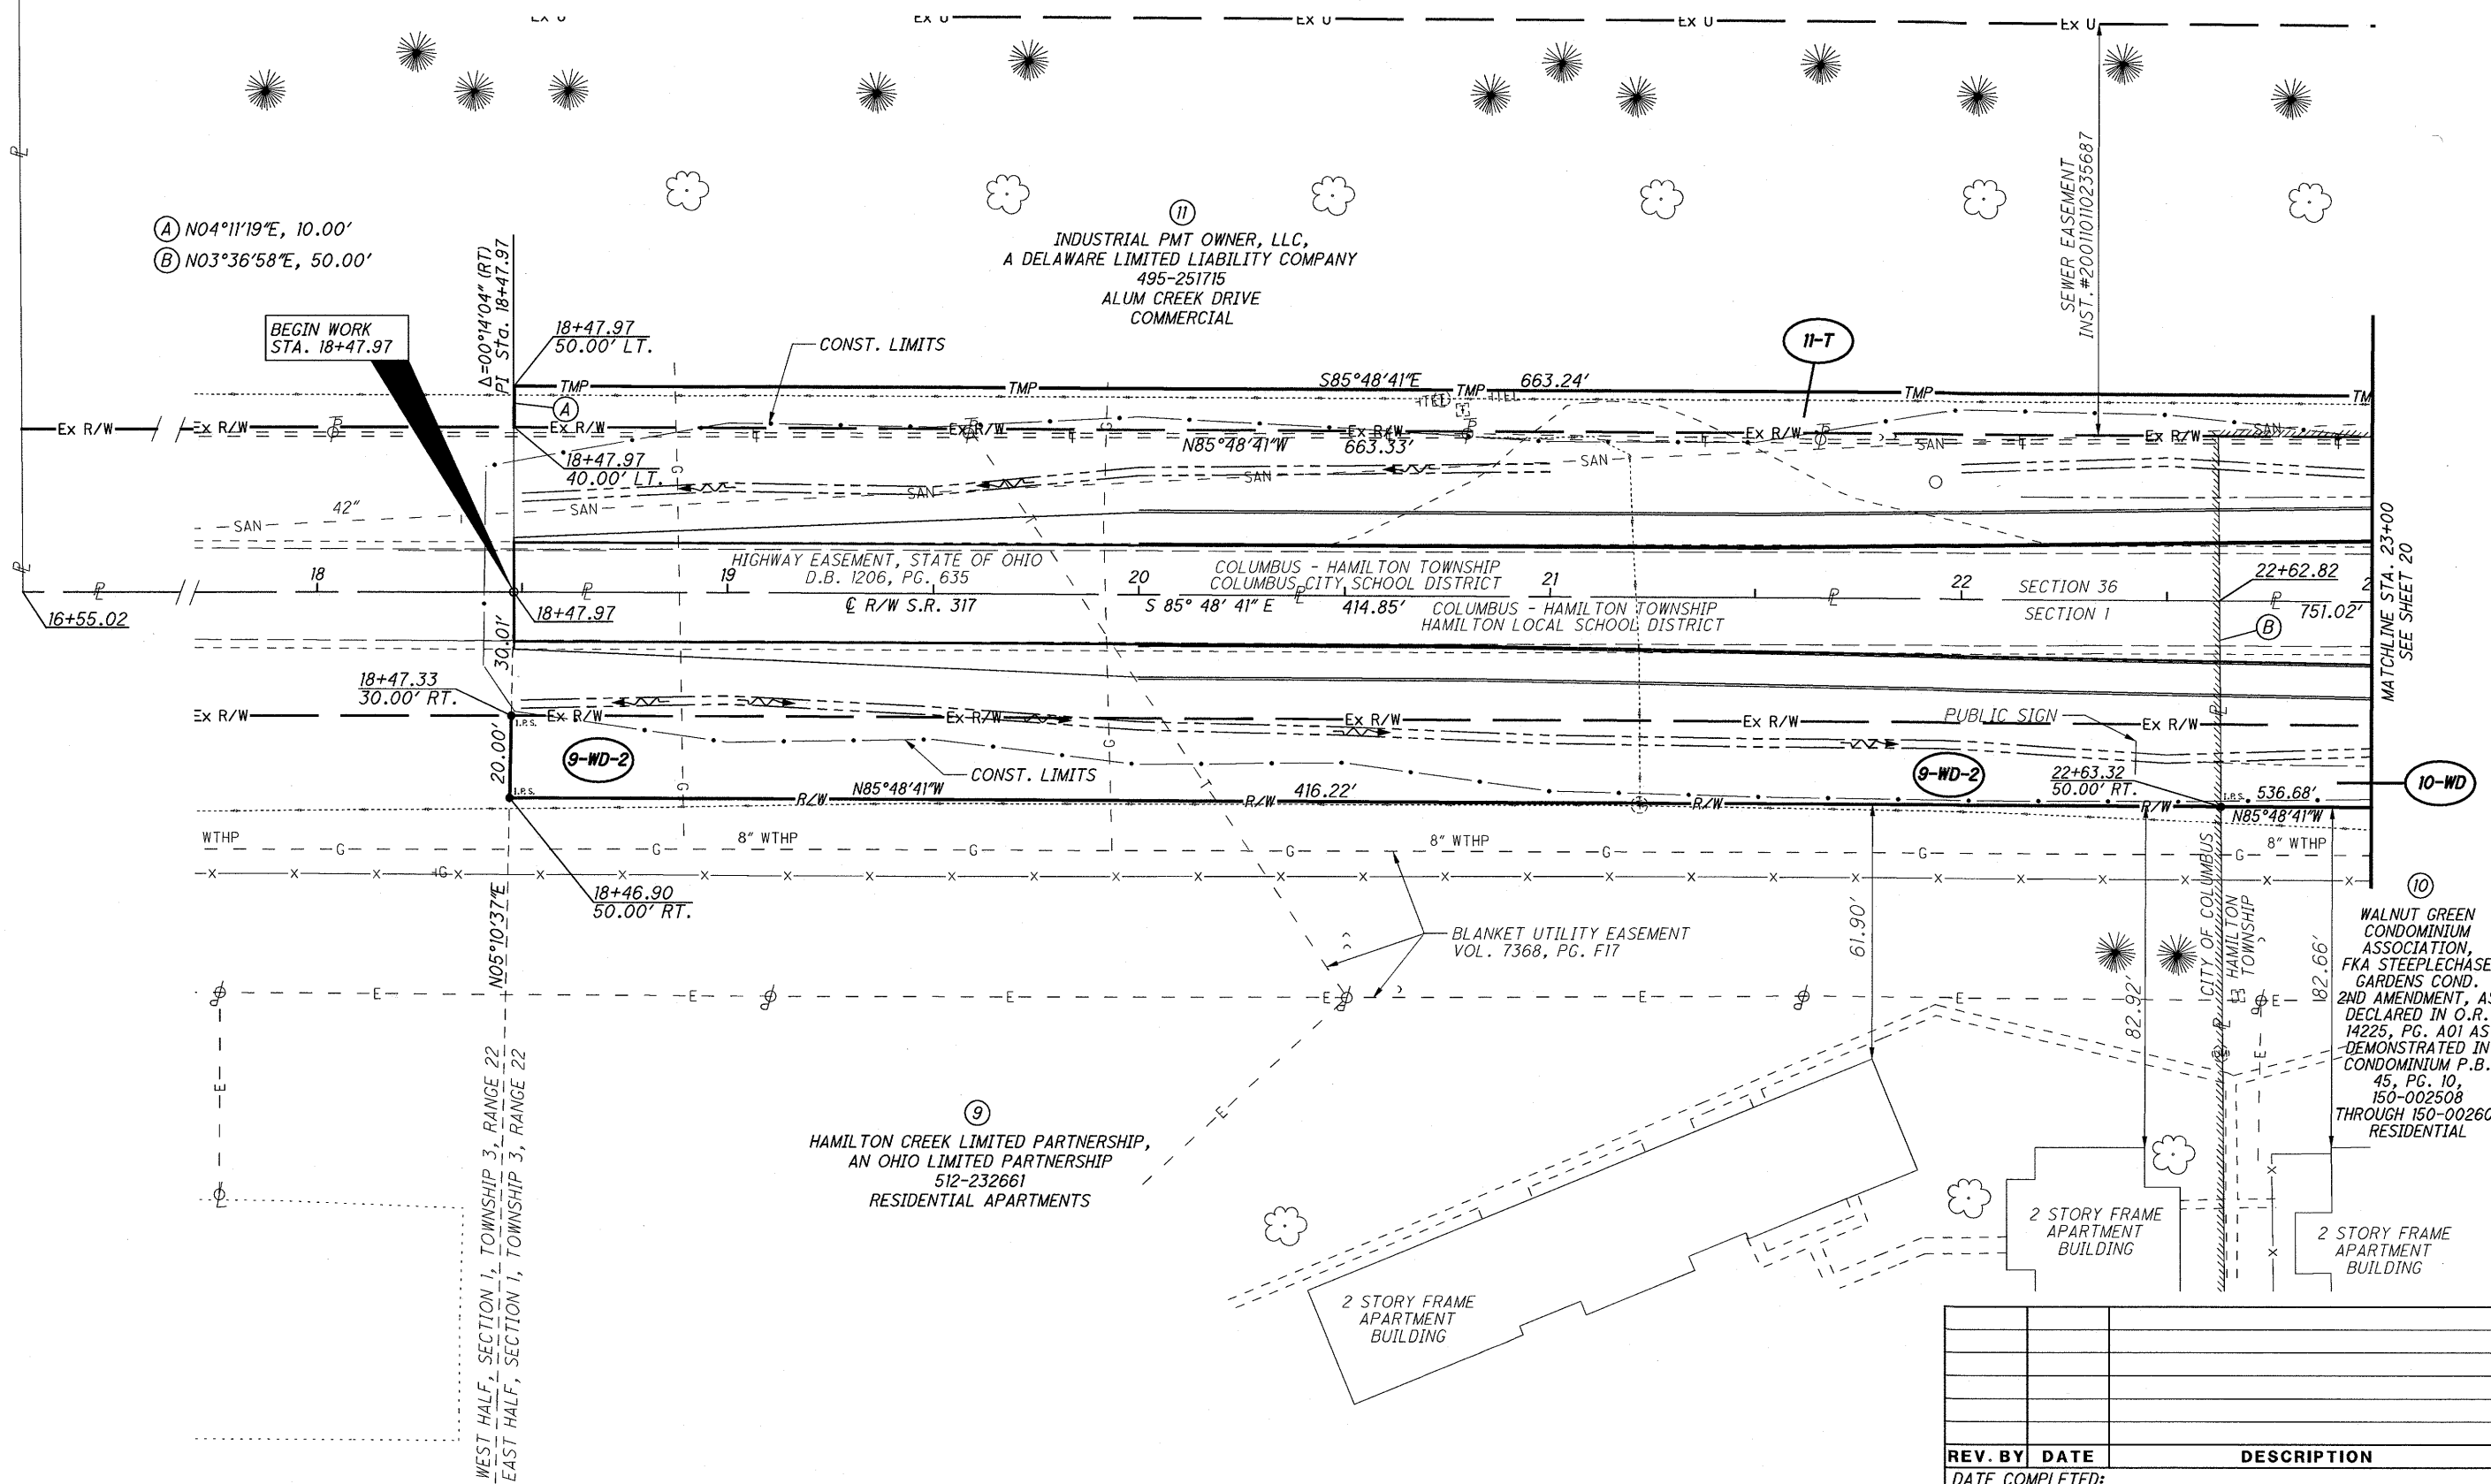 Ex U Ex U Ex U Ex U Ex U
SEWER EASEMENT
INST.#200110110235687
Ⓐ N04°11'19"E, 10.00'
Ⓑ N03°36'58"E, 50.00'
Δ=00°14'04" (RT)
PI Sta. 18+47.97
11
INDUSTRIAL PMT OWNER, LLC,
A DELAWARE LIMITED LIABILITY COMPANY
495-251715
ALUM CREEK DRIVE
COMMERCIAL
BEGIN WORK
STA. 18+47.97
18+47.97
50.00' LT.
CONST. LIMITS
11-T
TMP TMP S85°48'41"E TMP 663.24' TMP TM
A
Ex R/W Ex R/W Ex R/W Ex R/W Ex R/W Ex R/W Ex R/W
N85°48'41"W 663.33'
18+47.97
40.00' LT.
SAN SAN SAN SAN SAN SAN SAN
42"
G
HIGHWAY EASEMENT, STATE OF OHIO
D.B. 1206, PG. 635
COLUMBUS - HAMILTON TOWNSHIP
COLUMBUS CITY SCHOOL DISTRICT
18 19 20 21 22 2
SECTION 36
SECTION 1
22+62.82
751.02'
B
℄ R/W S.R. 317
S 85° 48' 41" E 414.85'
COLUMBUS - HAMILTON TOWNSHIP
HAMILTON LOCAL SCHOOL DISTRICT
16+55.02
18+47.97
MATCHLINE STA. 23+00
SEE SHEET 20
30.01'
18+47.33
30.00' RT.
I.P.S.
Ex R/W Ex R/W Ex R/W Ex R/W Ex R/W Ex R/W
PUBLIC SIGN
20.00'
9-WD-2
CONST. LIMITS
9-WD-2
22+63.32
50.00' RT.
10-WD
I.P.S.
R/W N85°48'41"W R/W 416.22' R/W R/W I.P.S. 536.68'
N85°48'41"W
WTHP 8" WTHP 8" WTHP 8" WTHP
G G G G G G G
18+46.90
50.00' RT.
N05°10'37"E
61.90'
82.92'
82.66'
CITY OF COLUMBUS
HAMILTON
TOWNSHIP
BLANKET UTILITY EASEMENT
VOL. 7368, PG. F17
E E E E E E E
10
WALNUT GREEN
CONDOMINIUM
ASSOCIATION,
FKA STEEPLECHASE
GARDENS COND.
2ND AMENDMENT, AS
DECLARED IN O.R.
14225, PG. A01 AS
DEMONSTRATED IN
CONDOMINIUM P.B.
45, PG. 10,
150-002508
THROUGH 150-00260
RESIDENTIAL
WEST HALF, SECTION 1, TOWNSHIP 3, RANGE 22
EAST HALF, SECTION 1, TOWNSHIP 3, RANGE 22
9
HAMILTON CREEK LIMITED PARTNERSHIP,
AN OHIO LIMITED PARTNERSHIP
512-232661
RESIDENTIAL APARTMENTS
2 STORY FRAME
APARTMENT
BUILDING
2 STORY FRAME
APARTMENT
BUILDING
2 STORY FRAME
APARTMENT
BUILDING
REV. BY DATE DESCRIPTION
DATE COMPLETED: